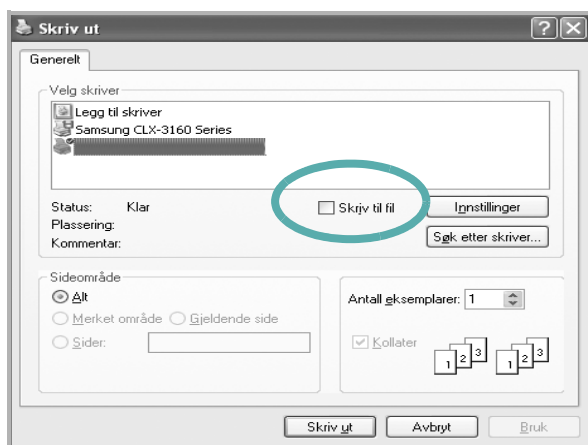 Skriv ut
Generelt
Velg skriver
Legg til skriver
Samsung CLX-3160 Series
Status: Klar
Skriv til fil
Innstillinger
Plassering:
Kommentar:
Søk etter skriver...
Sideområde
Alt
Merket område Gjeldende side
Sider:
Antall eksemplarer: 1
Kollater
1 2 3 1 2 3
Skriv ut Avbryt Bruk